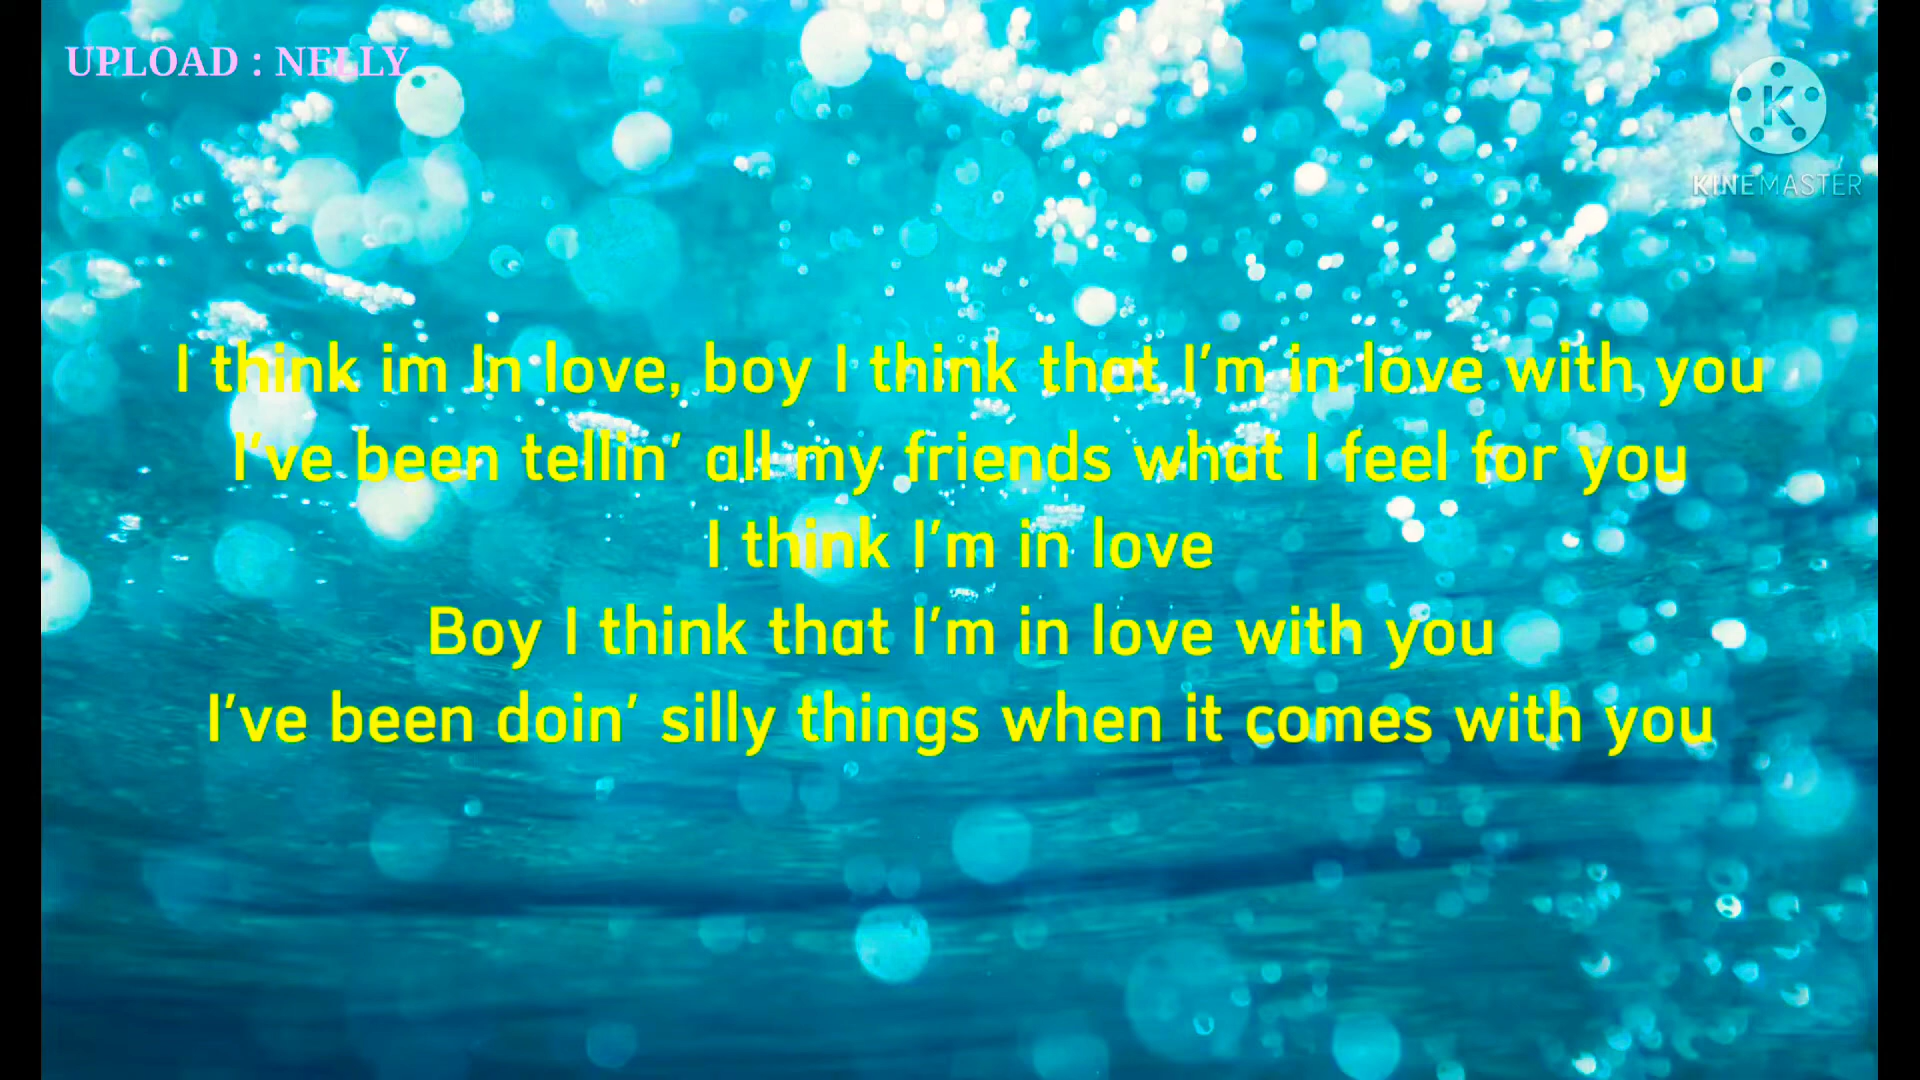 UPLOAD : NELLY
KINEMASTER
I think im In love, boy I think that I'm in love with you
I've been tellin' all my friends what I feel for you
I think I'm in love
Boy I think that I'm in love with you
I've been doin' silly things when it comes with you